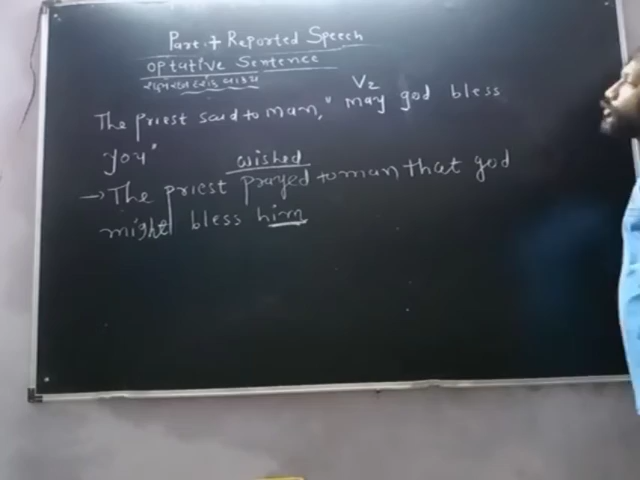 Part.7 Reported Speech
optative Sentence
V2
The Priest said to man, " may god bless
you"
wished
→ The priest prayed to man that god
might bless him